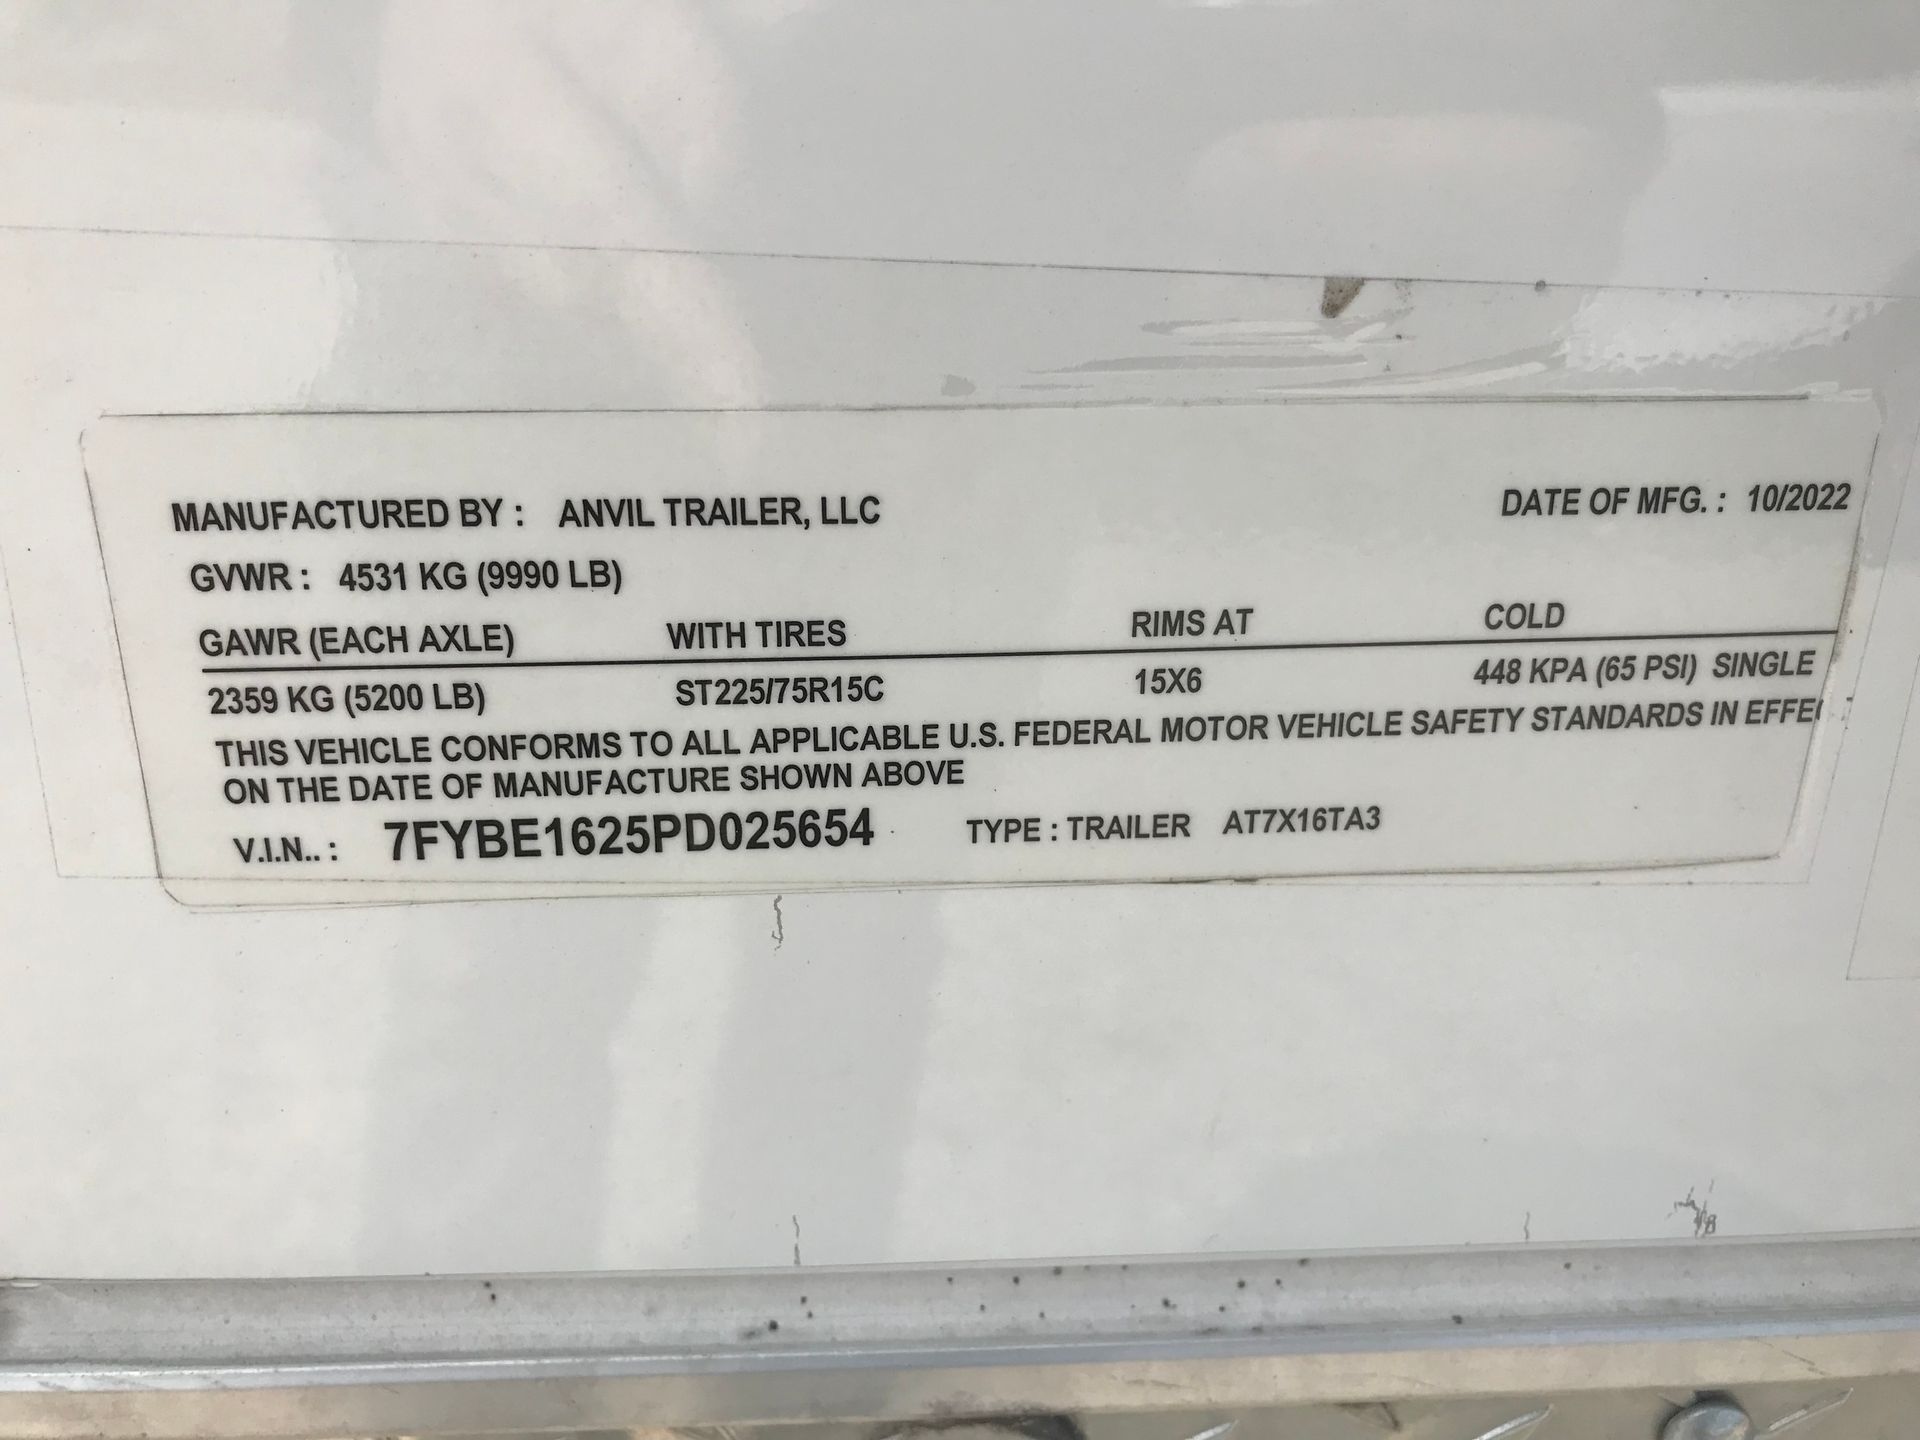 MANUFACTURED BY : ANVIL TRAILER, LLC DATE OF MFG. : 10/2022
GVWR : 4531 KG (9990 LB)
GAWR (EACH AXLE) WITH TIRES RIMS AT COLD
2359 KG (5200 LB) ST225/75R15C 15X6 448 KPA (65 PSI) SINGLE
THIS VEHICLE CONFORMS TO ALL APPLICABLE U.S. FEDERAL MOTOR VEHICLE SAFETY STANDARDS IN EFFE
ON THE DATE OF MANUFACTURE SHOWN ABOVE
V.I.N.. : 7FYBE1625PD025654 TYPE : TRAILER AT7X16TA3